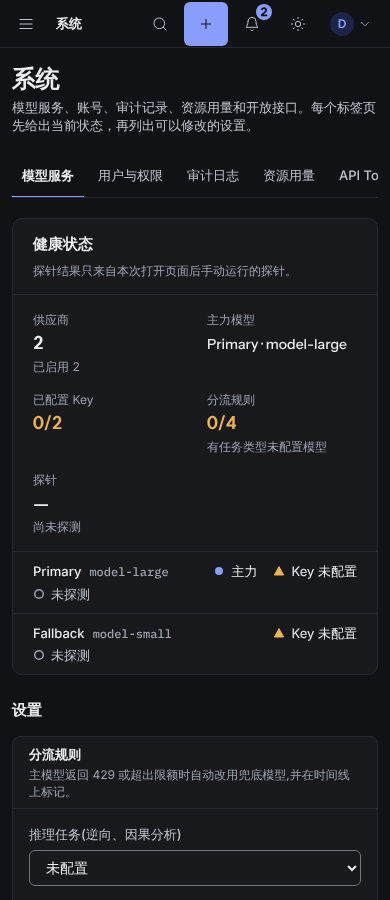 系统
2
D
系统
模型服务、账号、审计记录、资源用量和开放接口。每个标签页
先给出当前状态，再列出可以修改的设置。
模型服务 用户与权限 审计日志 资源用量 API To
健康状态
探针结果只来自本次打开页面后手动运行的探针。
供应商 主力模型
2 Primary · model-large
已启用 2
已配置 Key 分流规则
0/2 0/4
有任务类型未配置模型
探针
—
尚未探测
Primary model-large 主力 Key 未配置
未探测
Fallback model-small Key 未配置
未探测
设置
分流规则
主模型返回 429 或超出限额时自动改用兜底模型,并在时间线
上标记。
推理任务(逆向、因果分析)
未配置